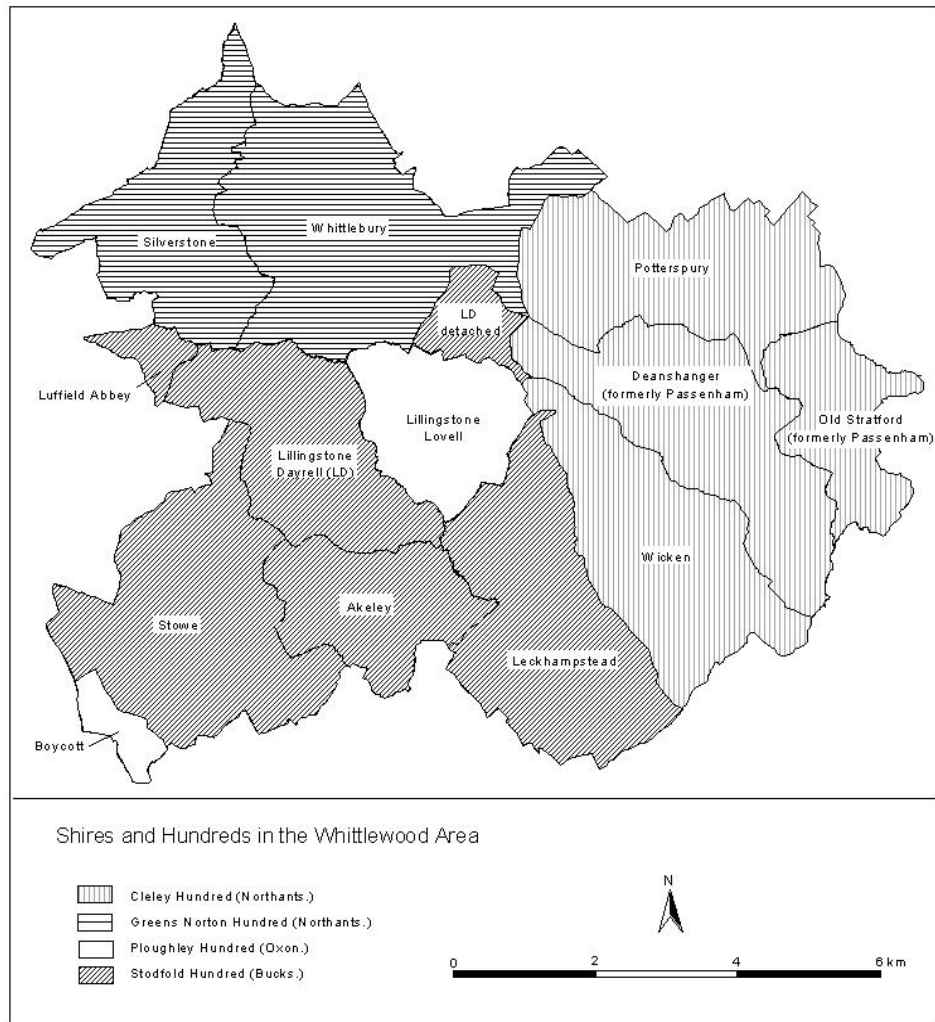 Silverstone
Whittlebury
Potterspury
LD
detached
Luffield Abbey
Deanshanger
(formerly Passenham)
Old Stratford
(formerly Passenham)
Lillingstone
Lovell
Lillingstone
Dayrell (LD)
Wicken
Akeley
Stowe
Leckhampstead
Boycott
Shires and Hundreds in the Whittlewood Area
Cleley Hundred (Northants.)
Greens Norton Hundred (Northants.)
Ploughley Hundred (Oxon.)
Stodfold Hundred (Bucks.)
N
0 2 4 6 km